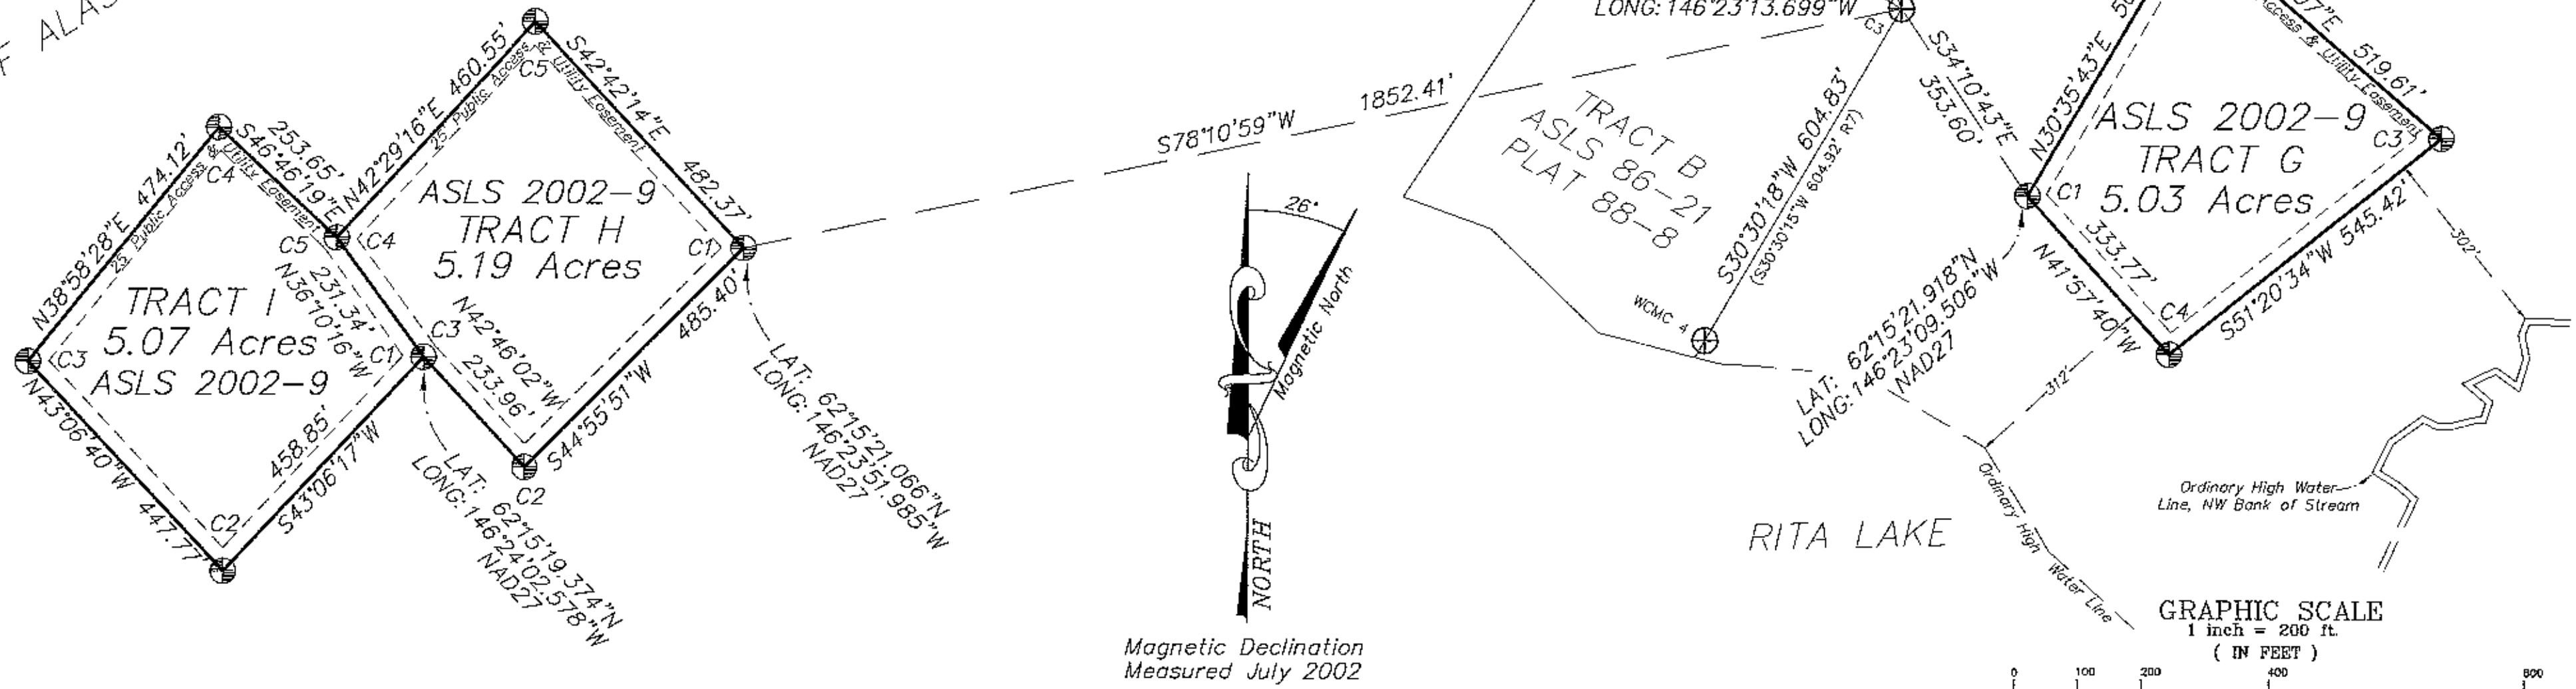 ALAS
TRACT I
5.07 Acres
ASLS 2002-9
N38°58'28"E 474.12'
25' Public Access &
Utility Easement
S46°46'19"E
253.65'
C4
C5
C3
C1
C2
231.34'
N36°10'16"W
N43°06'40"W 447.77'
458.85'
S43°06'17"W
LAT: 62°15'19.374"N
LONG: 146°24'02.578"W
NAD27
ASLS 2002-9
TRACT H
5.19 Acres
N42°29'16"E 460.55'
25' Public Access &
Utility Easement
S42°42'14"E 482.37'
C5
C4
C1
C3
C2
N42°46'02"W
233.96'
S44°55'51"W 485.40'
LAT: 62°15'21.066"N
LONG: 146°23'51.985"W
NAD27
S78°10'59"W 1852.41'
26°
Magnetic North
NORTH
Magnetic Declination
Measured July 2002
LONG: 146°23'13.699"W
C3
TRACT B
ASLS 86-21
PLAT 88-8
S30°30'18"W 604.83'
(S30°30'15"W 604.92' R7)
WCMC 4
S34°10'43"E
353.60'
N30°35'43"E
07"E 519.61'
Access & Utility Easement
ASLS 2002-9
TRACT G
5.03 Acres
C3
C1
C4
333.77'
N41°57'40"W
S51°20'34"W 545.42'
LAT: 62°15'21.918"N
LONG: 146°23'09.506"W
NAD27
312'
302'
Ordinary High Water Line
Ordinary High Water
Line, NW Bank of Stream
RITA LAKE
GRAPHIC SCALE
1 inch = 200 ft.
( IN FEET )
0 100 200 400 800